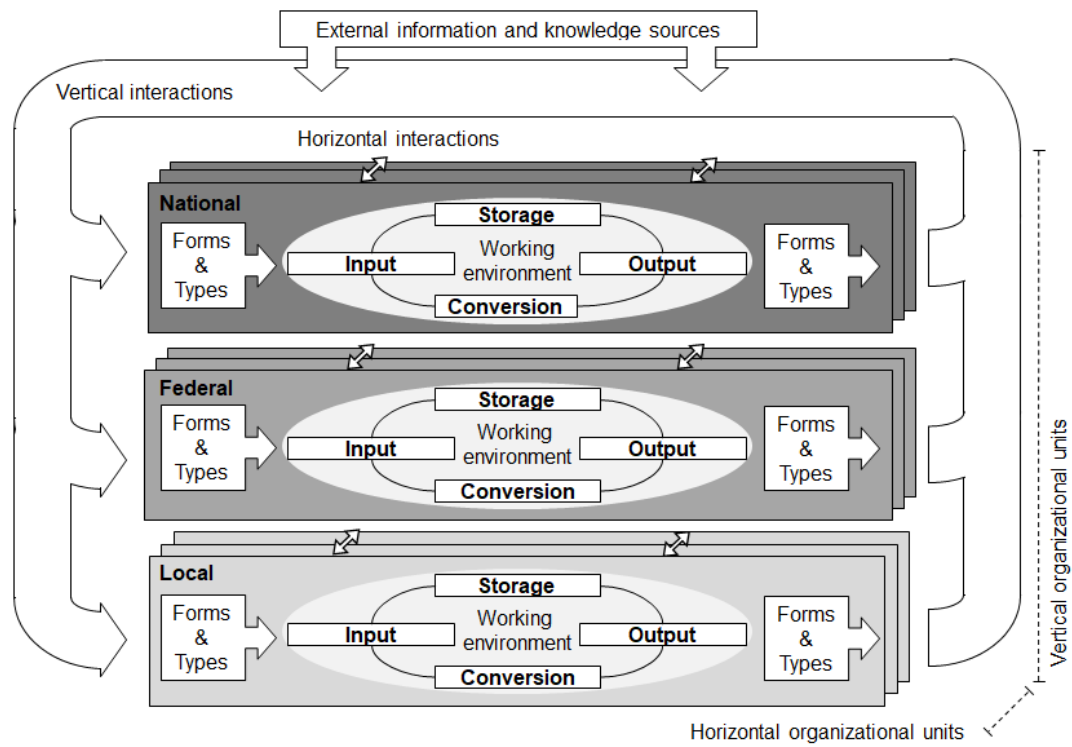 External information and knowledge sources
Vertical interactions
Horizontal interactions
National
Forms
&
Types
Storage
Input
Working
environment
Output
Conversion
Forms
&
Types
Federal
Forms
&
Types
Storage
Input
Working
environment
Output
Conversion
Forms
&
Types
Local
Forms
&
Types
Storage
Input
Working
environment
Output
Conversion
Forms
&
Types
Vertical organizational units
Horizontal organizational units